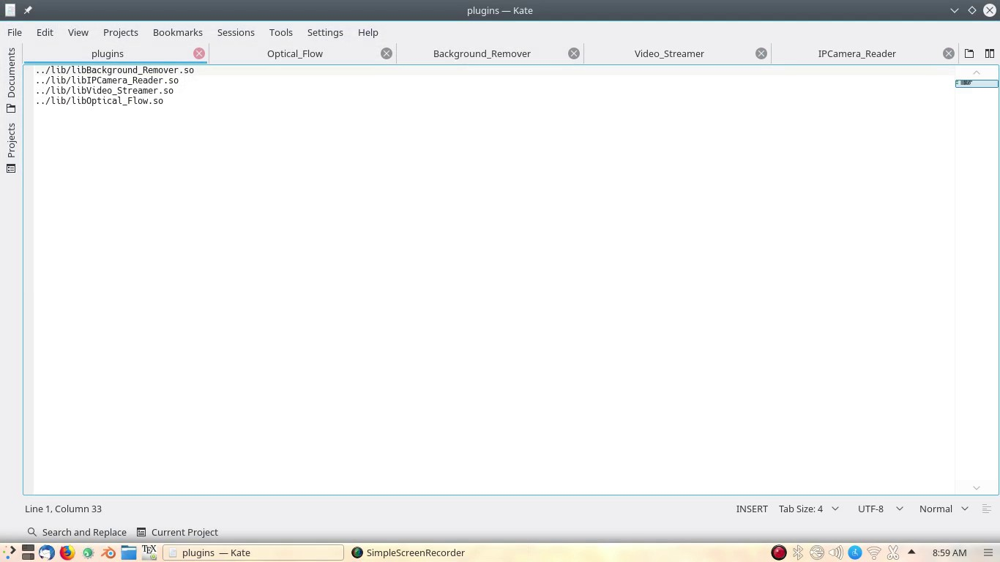 plugins — Kate
File Edit View Projects Bookmarks Sessions Tools Settings Help
plugins Optical_Flow Background_Remover Video_Streamer IPCamera_Reader
Documents
Projects
../lib/libBackground_Remover.so
../lib/libIPCamera_Reader.so
../lib/libVideo_Streamer.so
../lib/libOptical_Flow.so
Line 1, Column 33 INSERT Tab Size: 4 UTF-8 Normal
Search and Replace Current Project
TEX plugins — Kate SimpleScreenRecorder 8:59 AM